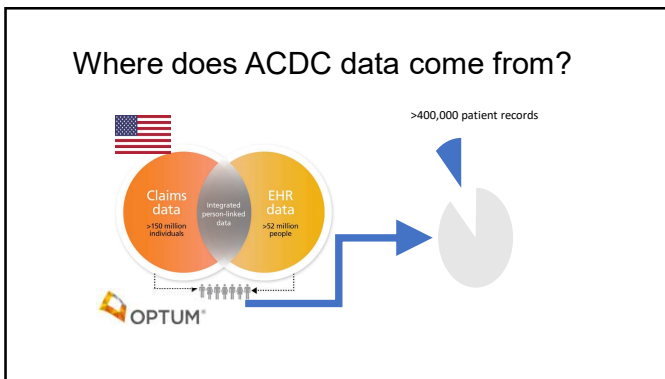 Where does ACDC data come from?
>400,000 patient records
Claims
data
>150 million
individuals
Integrated
person-linked
data
EHR
data
>52 million
people
OPTUM®